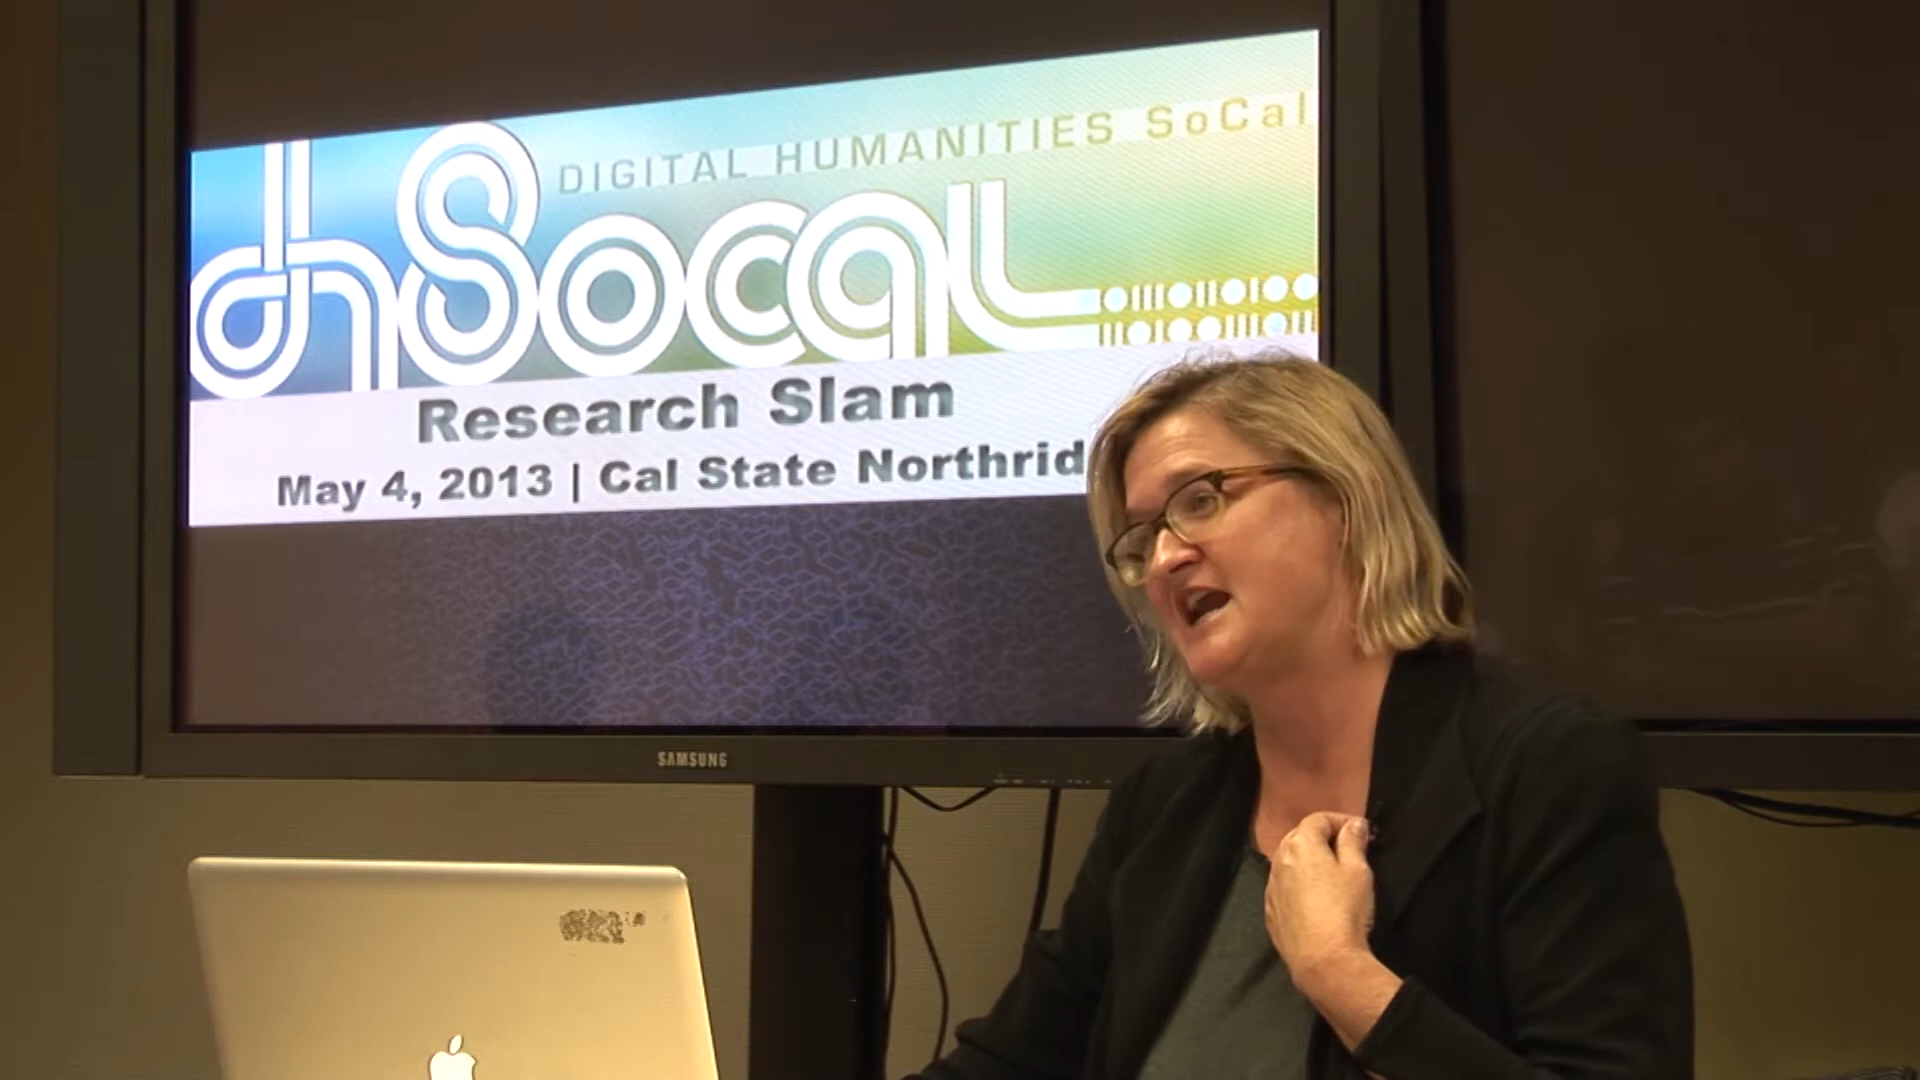 DIGITAL HUMANITIES SoCal
dhSocal
Research Slam
May 4, 2013 | Cal State Northrid
SAMSUNG